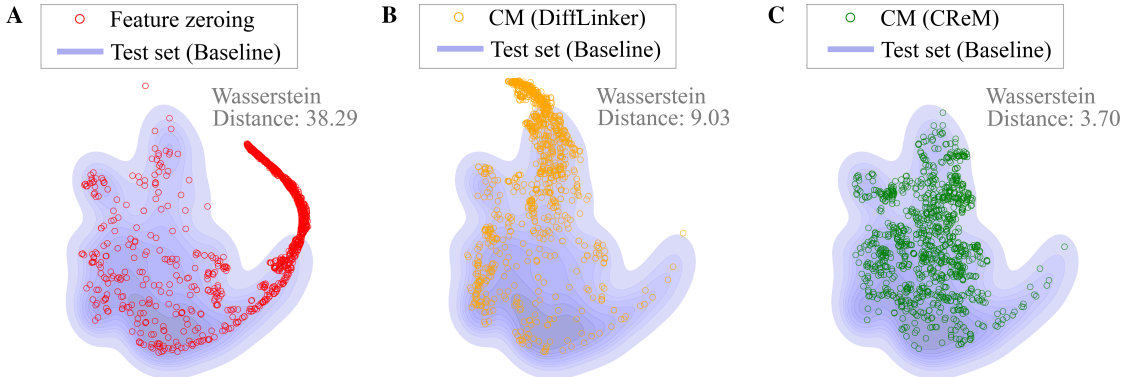 A
Feature zeroing
Test set (Baseline)
Wasserstein
Distance: 38.29
B
CM (DiffLinker)
Test set (Baseline)
Wasserstein
Distance: 9.03
C
CM (CReM)
Test set (Baseline)
Wasserstein
Distance: 3.70